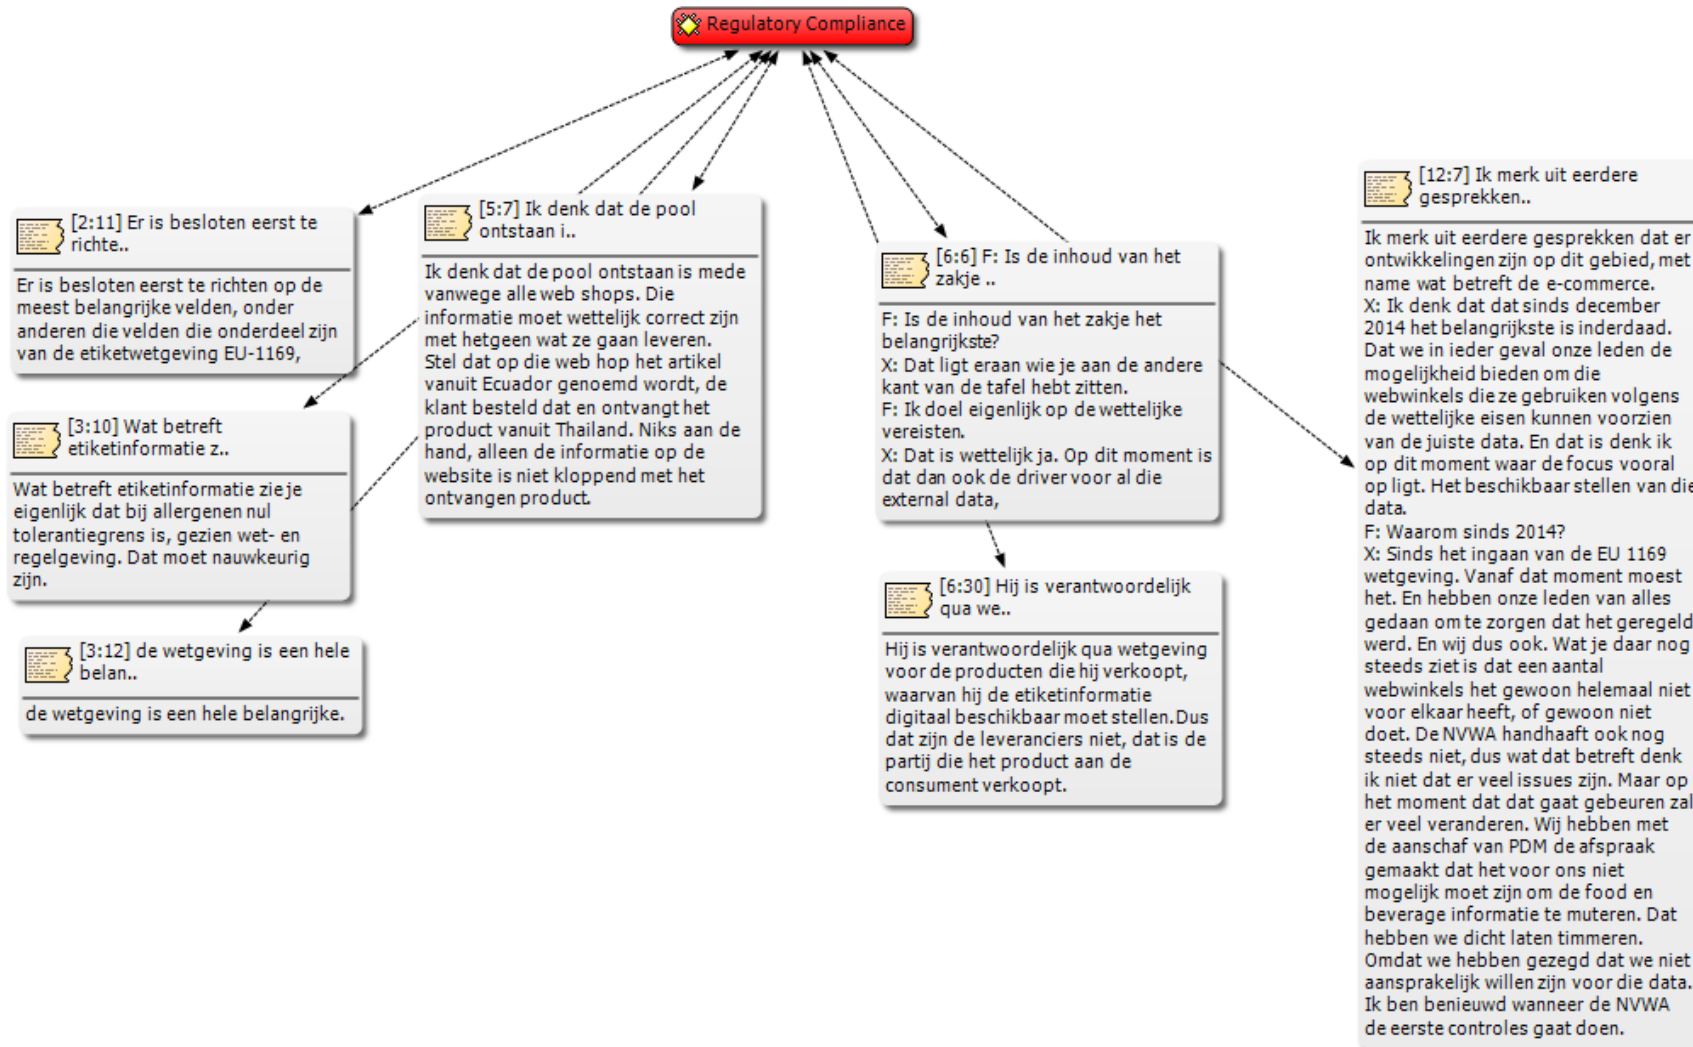 Regulatory Compliance
[2:11] Er is besloten eerst te
richte..
Er is besloten eerst te richten op de
meest belangrijke velden, onder
anderen die velden die onderdeel zijn
van de etiketwetgeving EU-1169,
[3:10] Wat betreft
etiketinformatie z..
Wat betreft etiketinformatie zie je
eigenlijk dat bij allergenen nul
tolerantiegrens is, gezien wet- en
regelgeving. Dat moet nauwkeurig
zijn.
[3:12] de wetgeving is een hele
belan..
de wetgeving is een hele belangrijke.
[5:7] Ik denk dat de pool
ontstaan i..
Ik denk dat de pool ontstaan is mede
vanwege alle web shops. Die
informatie moet wettelijk correct zijn
met hetgeen wat ze gaan leveren.
Stel dat op die web hop het artikel
vanuit Ecuador genoemd wordt, de
klant besteld dat en ontvangt het
product vanuit Thailand. Niks aan de
hand, alleen de informatie op de
website is niet kloppend met het
ontvangen product.
[6:6] F: Is de inhoud van het
zakje ..
F: Is de inhoud van het zakje het
belangrijkste?
X: Dat ligt eraan wie je aan de andere
kant van de tafel hebt zitten.
F: Ik doel eigenlijk op de wettelijke
vereisten.
X: Dat is wettelijk ja. Op dit moment is
dat dan ook de driver voor al die
external data,
[6:30] Hij is verantwoordelijk
qua we..
Hij is verantwoordelijk qua wetgeving
voor de producten die hij verkoopt,
waarvan hij de etiketinformatie
digitaal beschikbaar moet stellen. Dus
dat zijn de leveranciers niet, dat is de
partij die het product aan de
consument verkoopt.
[12:7] Ik merk uit eerdere
gesprekken..
Ik merk uit eerdere gesprekken dat er
ontwikkelingen zijn op dit gebied, met
name wat betreft de e-commerce.
X: Ik denk dat dat sinds december
2014 het belangrijkste is inderdaad.
Dat we in ieder geval onze leden de
mogelijkheid bieden om die
webwinkels die ze gebruiken volgens
de wettelijke eisen kunnen voorzien
van de juiste data. En dat is denk ik
op dit moment waar de focus vooral
op ligt. Het beschikbaar stellen van die
data.
F: Waarom sinds 2014?
X: Sinds het ingaan van de EU 1169
wetgeving. Vanaf dat moment moest
het. En hebben onze leden van alles
gedaan om te zorgen dat het geregeld
werd. En wij dus ook. Wat je daar nog
steeds ziet is dat een aantal
webwinkels het gewoon helemaal niet
voor elkaar heeft, of gewoon niet
doet. De NVWA handhaaft ook nog
steeds niet, dus wat dat betreft denk
ik niet dat er veel issues zijn. Maar op
het moment dat dat gaat gebeuren zal
er veel veranderen. Wij hebben met
de aanschaf van PDM de afspraak
gemaakt dat het voor ons niet
mogelijk moet zijn om de food en
beverage informatie te muteren. Dat
hebben we dicht laten timmeren.
Omdat we hebben gezegd dat we niet
aansprakelijk willen zijn voor die data.
Ik ben benieuwd wanneer de NVWA
de eerste controles gaat doen.